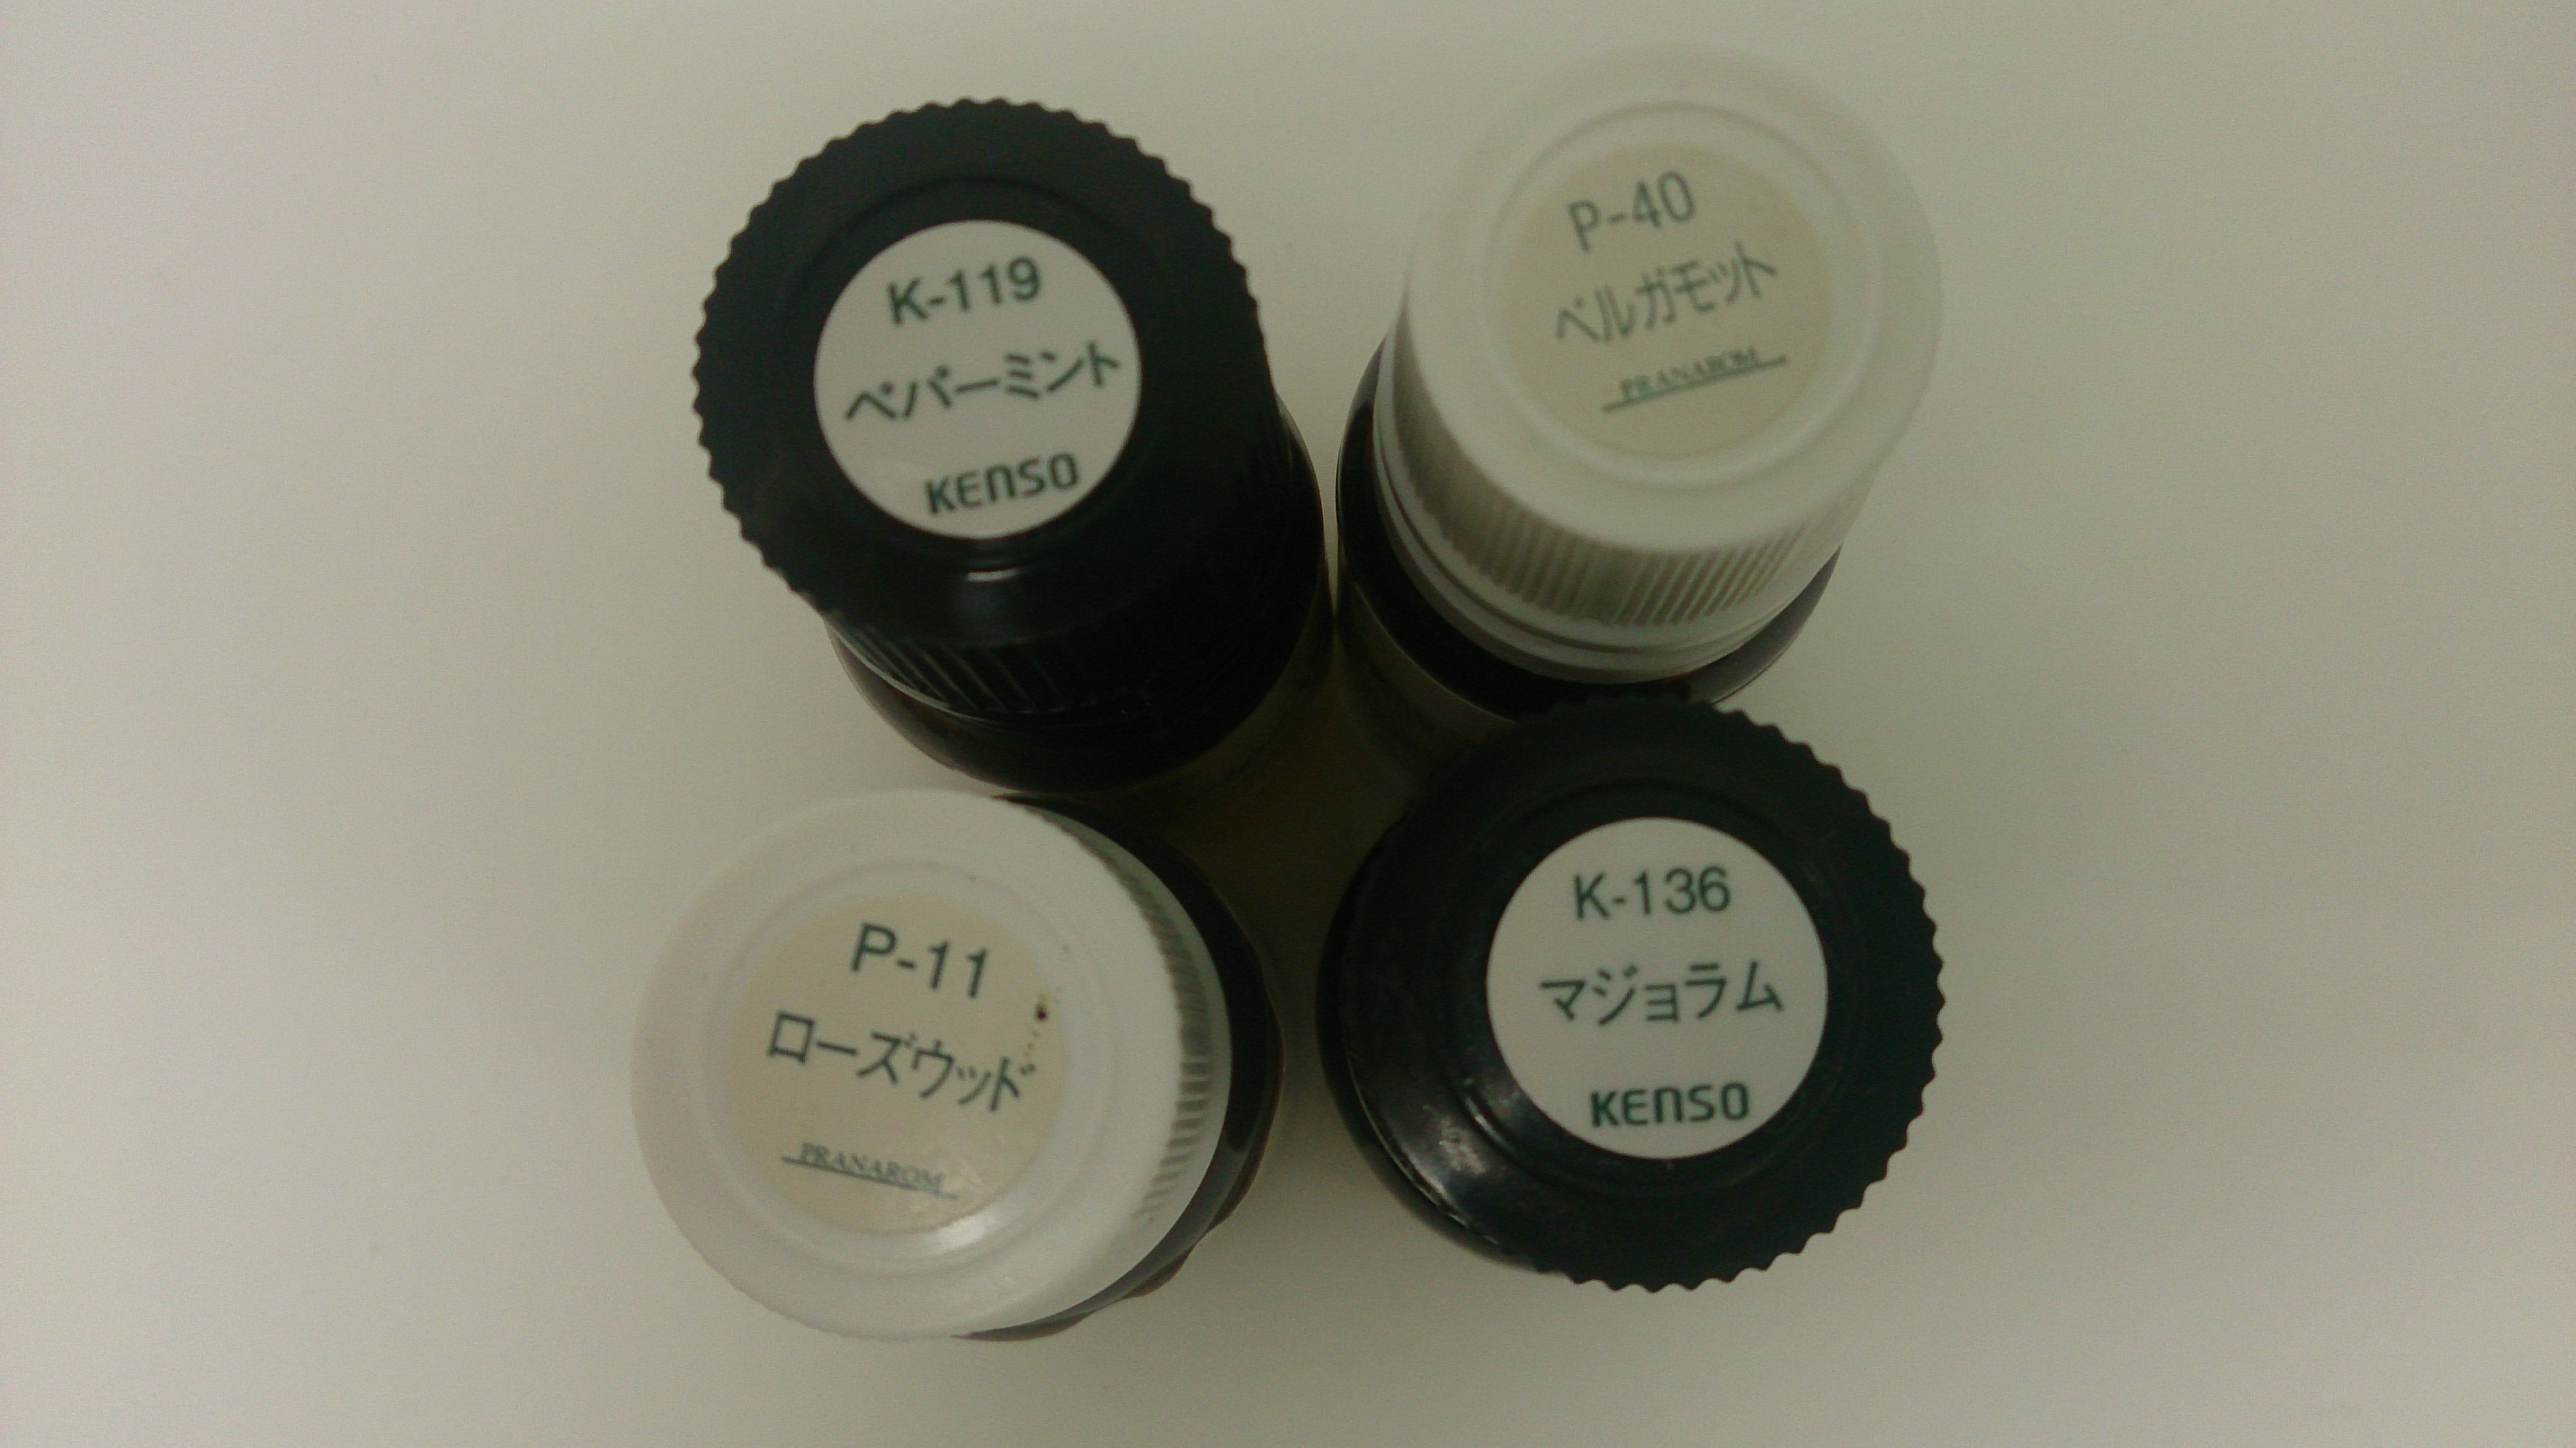 K-119
ペパーミント
KENSO
P-40
ベルガモット
PRANAROM
P-11
ローズウッド
PRANAROM
K-136
マジョラム
KENSO